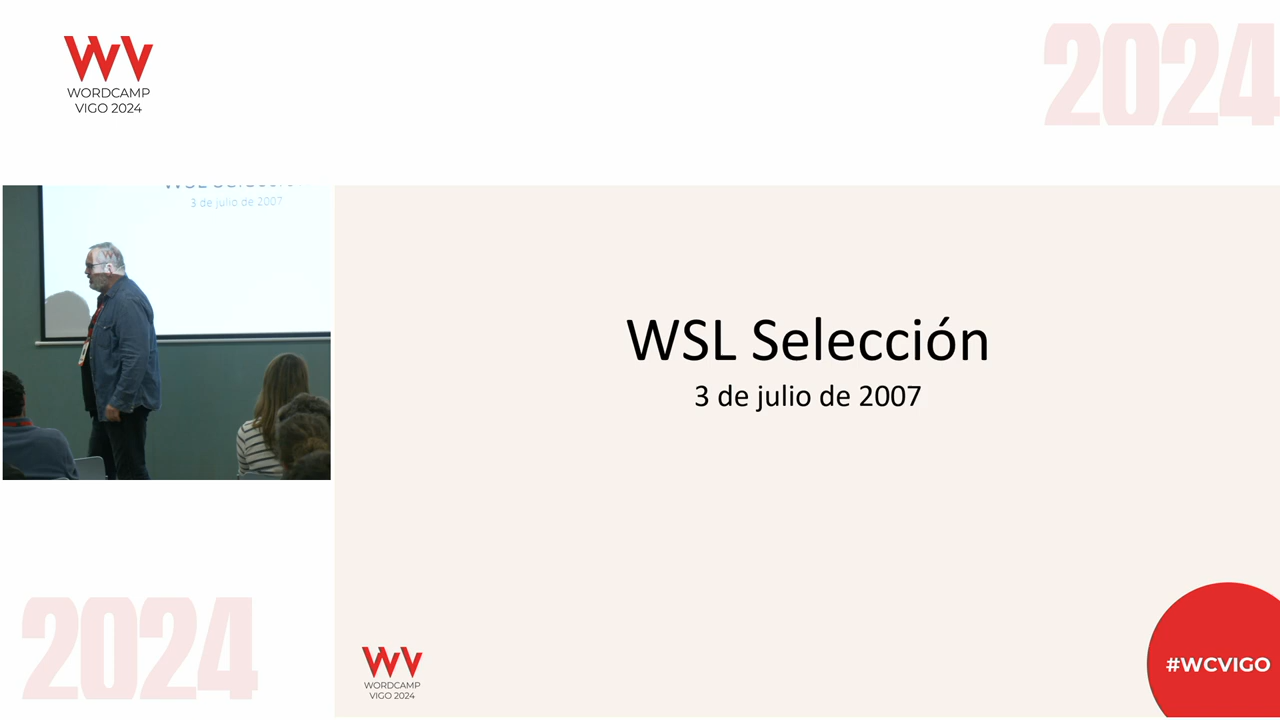 WORDCAMP
VIGO 2024
2024
3 de julio de 2007
WSL Selección
3 de julio de 2007
2024
WORDCAMP
VIGO 2024
#WCVIGO